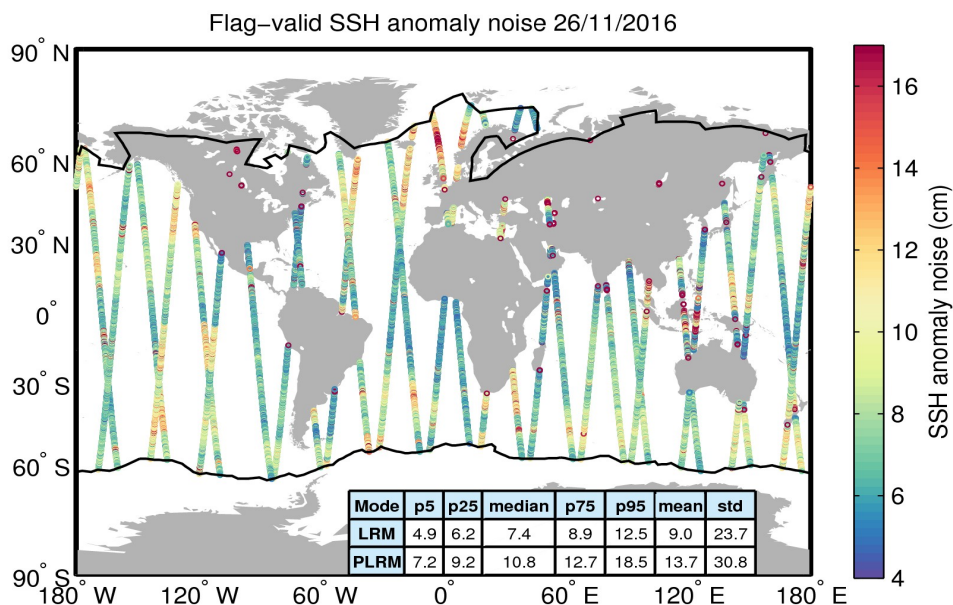 Flag−valid SSH anomaly noise 26/11/2016
90° N
60° N
30° N
0°
30° S
60° S
90° S
180° W
120° W
60° W
0°
60° E
120° E
180° E
16
14
12
10
8
6
4
SSH anomaly noise (cm)
Mode p5 p25 median p75 p95 mean std
LRM 4.9 6.2 7.4 8.9 12.5 9.0 23.7
PLRM 7.2 9.2 10.8 12.7 18.5 13.7 30.8